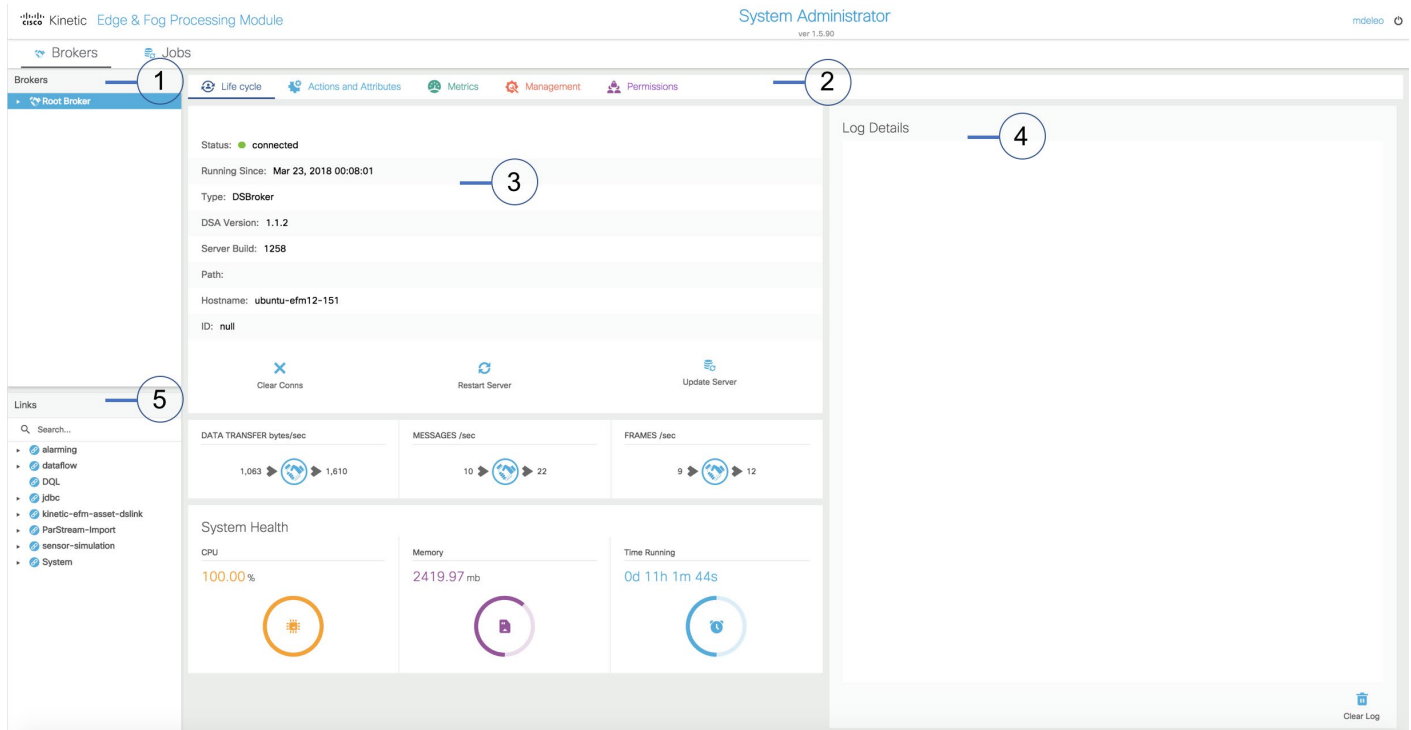 cisco Kinetic Edge & Fog Processing Module
System Administrator
ver 1.5.90
mdeleo
Brokers
Jobs
Brokers
1
Root Broker
Life cycle
Actions and Attributes
Metrics
Management
Permissions
2
Status: connected
Running Since: Mar 23, 2018 00:08:01
3
Type: DSBroker
DSA Version: 1.1.2
Server Build: 1258
Path:
Hostname: ubuntu-efm12-151
ID: null
Clear Conns
Restart Server
Update Server
Log Details
4
Links
5
Search...
alarming
dataflow
DQL
jdbc
kinetic-efm-asset-dslink
ParStream-Import
sensor-simulation
System
DATA TRANSFER bytes/sec
1,063
1,610
MESSAGES /sec
10
22
FRAMES /sec
9
12
System Health
CPU
100.00 %
Memory
2419.97 mb
Time Running
0d 11h 1m 44s
Clear Log